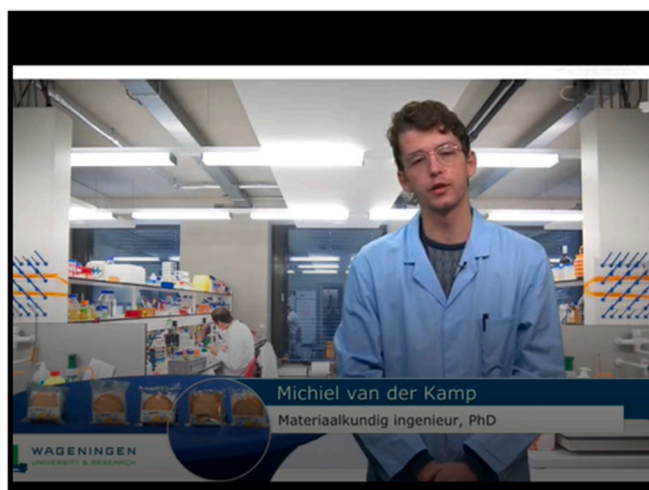 Michiel van der Kamp
Materiaalkundig ingenieur, PhD
WAGENINGEN
UNIVERSITY & RESEARCH